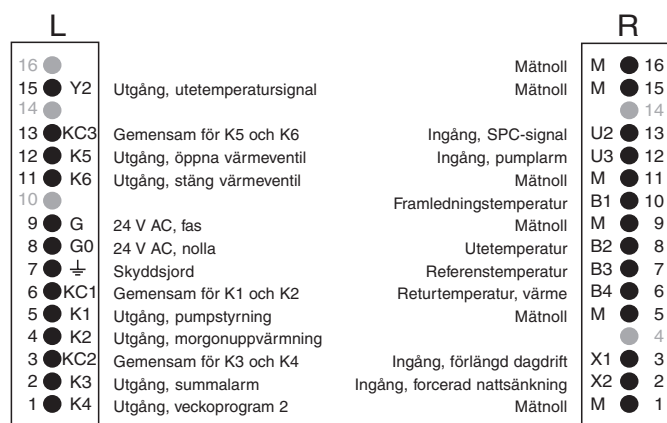 L R
16 Mätnoll M 16
15 Y2 Utgång, utetemperatursignal Mätnoll M 15
14 14
13 KC3 Gemensam för K5 och K6 Ingång, SPC-signal U2 13
12 K5 Utgång, öppna värmeventil Ingång, pumplarm U3 12
11 K6 Utgång, stäng värmeventil Mätnoll M 11
10 Framledningstemperatur B1 10
9 G 24 V AC, fas Mätnoll M 9
8 G0 24 V AC, nolla Utetemperatur B2 8
7 Skyddsjord Referenstemperatur B3 7
6 KC1 Gemensam för K1 och K2 Returtemperatur, värme B4 6
5 K1 Utgång, pumpstyrning Mätnoll M 5
4 K2 Utgång, morgonuppvärmning 4
3 KC2 Gemensam för K3 och K4 Ingång, förlängd dagdrift X1 3
2 K3 Utgång, summalarm Ingång, forcerad nattsänkning X2 2
1 K4 Utgång, veckoprogram 2 Mätnoll M 1